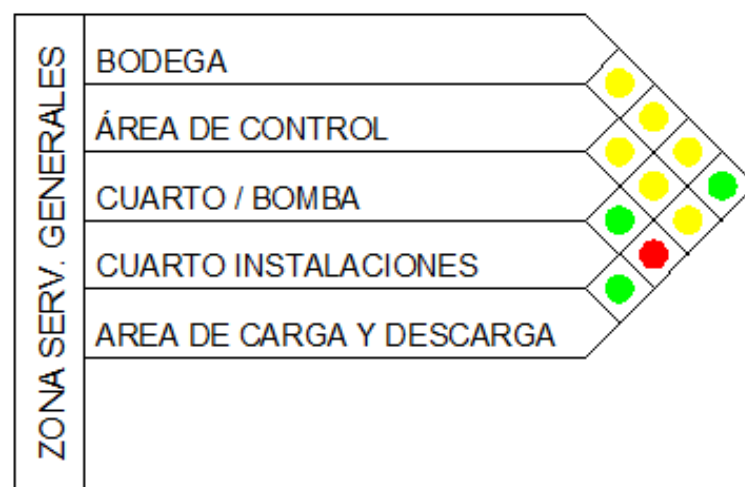 ZONA SERV. GENERALES
BODEGA
ÁREA DE CONTROL
CUARTO / BOMBA
CUARTO INSTALACIONES
AREA DE CARGA Y DESCARGA